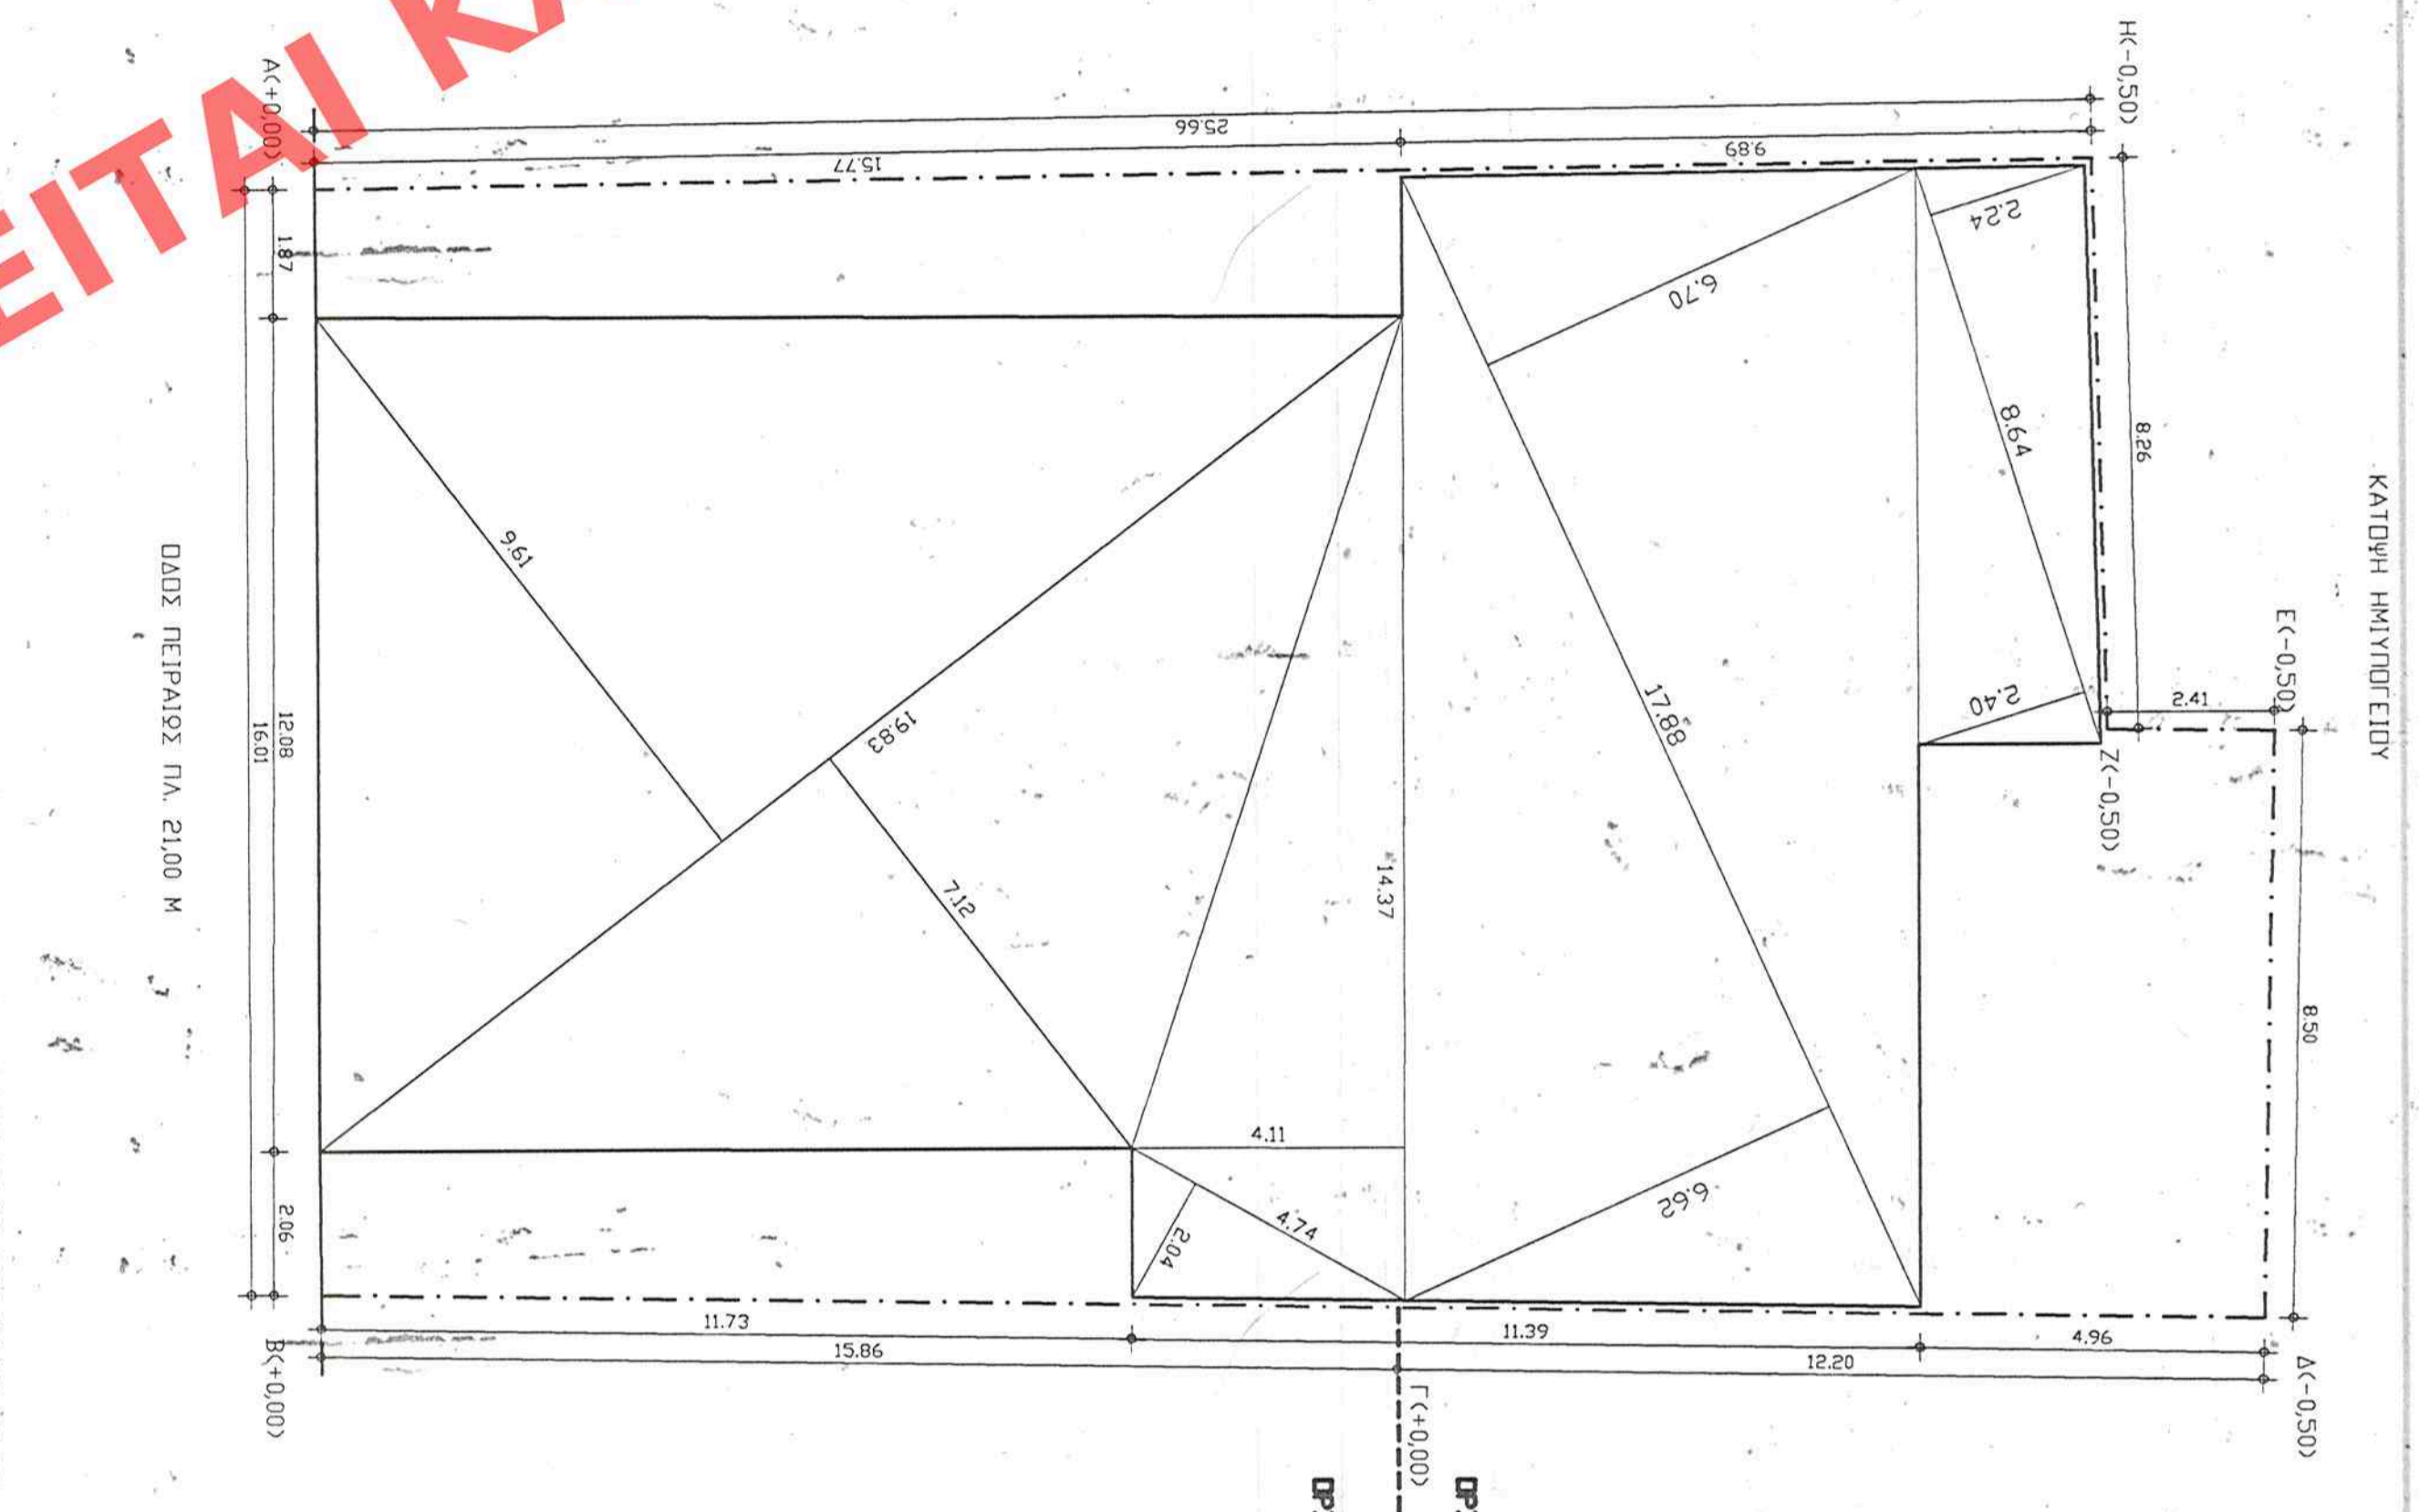 ΚΑΤΟΨΗ ΗΜΙΥΠΟΓΕΙΟΥ
Η(-0,50)
Ε(-0,50)
Ζ(-0,50)
Δ(-0,50)
Γ(+0,00)
Α(+0,00)
Β(+0,00)
ΟΔΟΣ ΠΕΙΡΑΙΩΣ ΠΛ. 21,00 Μ
25.66
15.77
9.89
1.87
12.08
16.01
2.06
8.26
2.41
8.50
2.24
8.64
2.40
6.70
17.88
6.62
14.37
9.61
19.83
7.12
4.11
4.74
2.04
11.73
11.39
4.96
15.86
12.20
ΟΡ
ΟΡ
ΕΙΤΑΙ ΚΑ